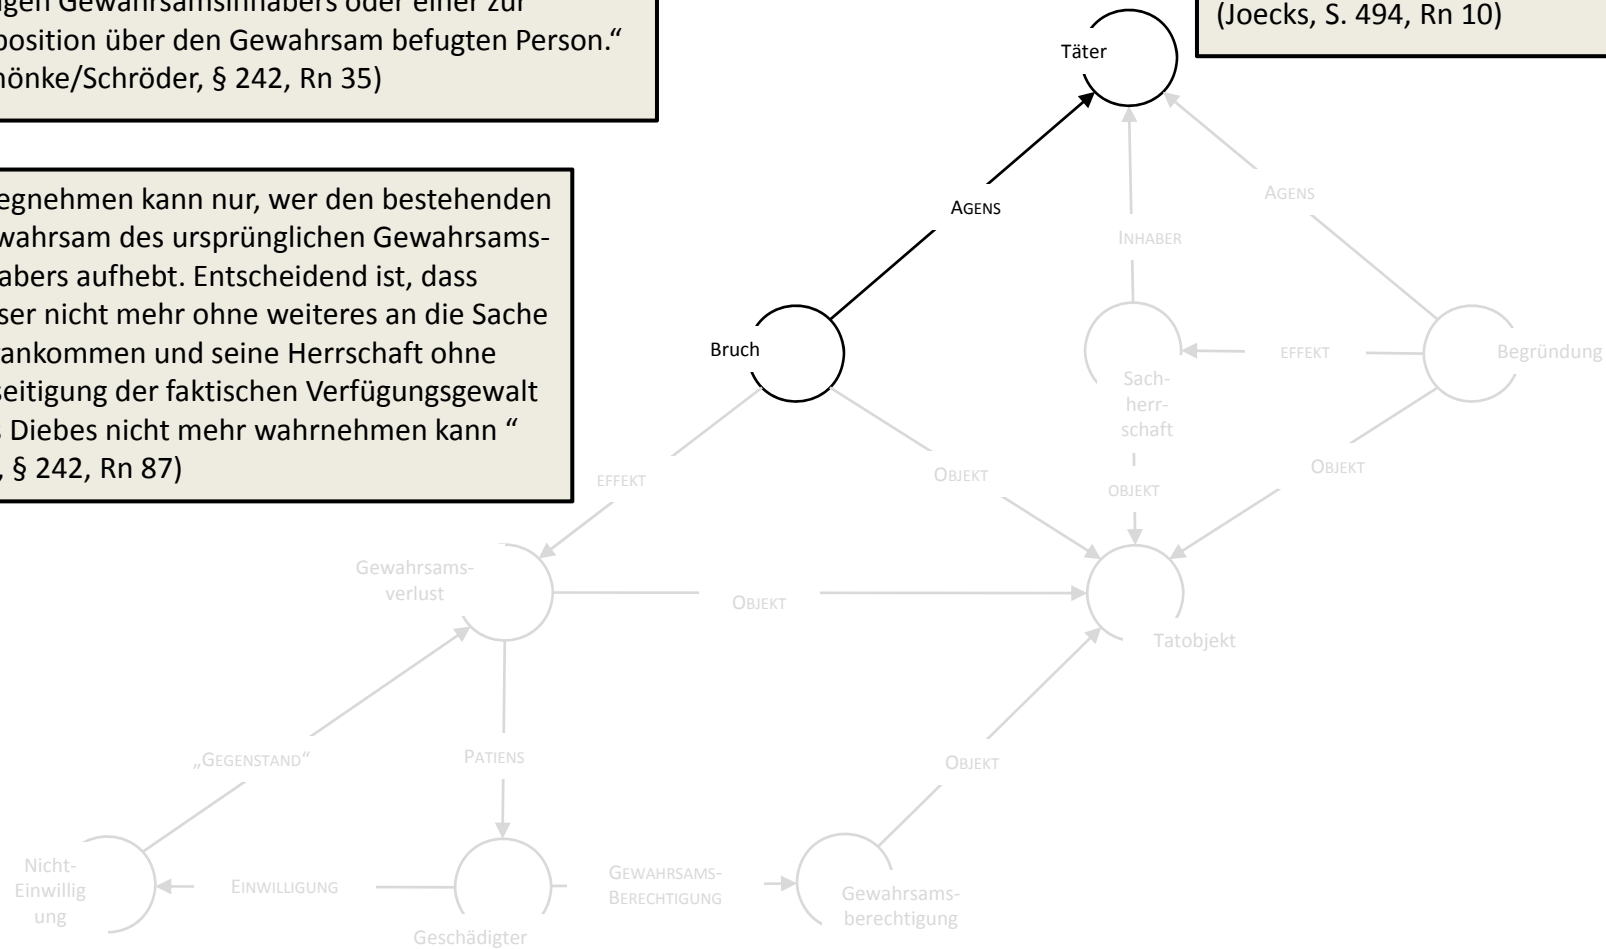 igen Gewahrsamsinhabers oder einer zur
position über den Gewahrsam befugten Person.“
hönke/Schröder, § 242, Rn 35)
(Joecks, S. 494, Rn 10)
egnehmen kann nur, wer den bestehenden
wahrsam des ursprünglichen Gewahrsams-
abers aufhebt. Entscheidend ist, dass
ser nicht mehr ohne weiteres an die Sache
rankommen und seine Herrschaft ohne
seitigung der faktischen Verfügungsgewalt
s Diebes nicht mehr wahrnehmen kann “
, § 242, Rn 87)
Täter
AGENS
AGENS
INHABER
Bruch
EFFEKT
Begründung
Sach-
herr-
schaft
EFFEKT
OBJEKT
OBJEKT
OBJEKT
Gewahrsams-
verlust
OBJEKT
Tatobjekt
„GEGENSTAND“
PATIENS
OBJEKT
Nicht-
Einwillig
ung
EINWILLIGUNG
GEWAHRSAMS-
BERECHTIGUNG
Gewahrsams-
berechtigung
Geschädigter